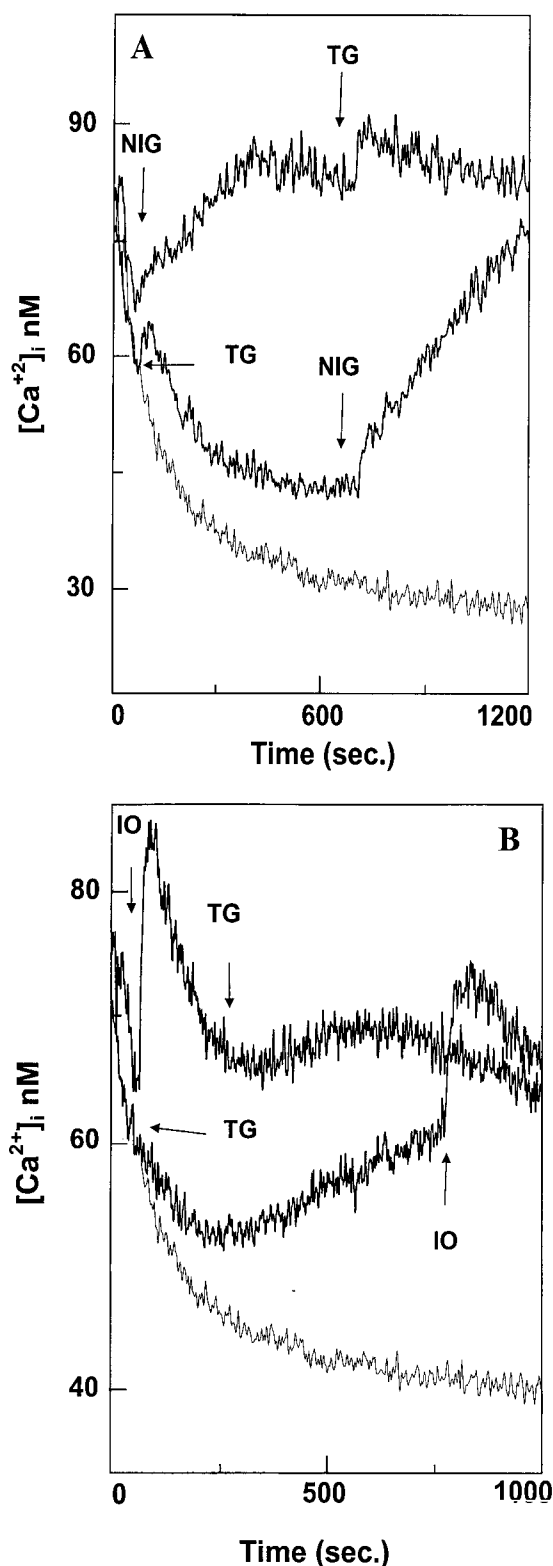 A
TG
90
NIG
60
TG
NIG
[Ca+2]i nM
30
0 600 1200
Time (sec.)
IO
B
80
TG
[Ca2+]i nM
60
TG
IO
40
0 500 1000
Time (sec.)